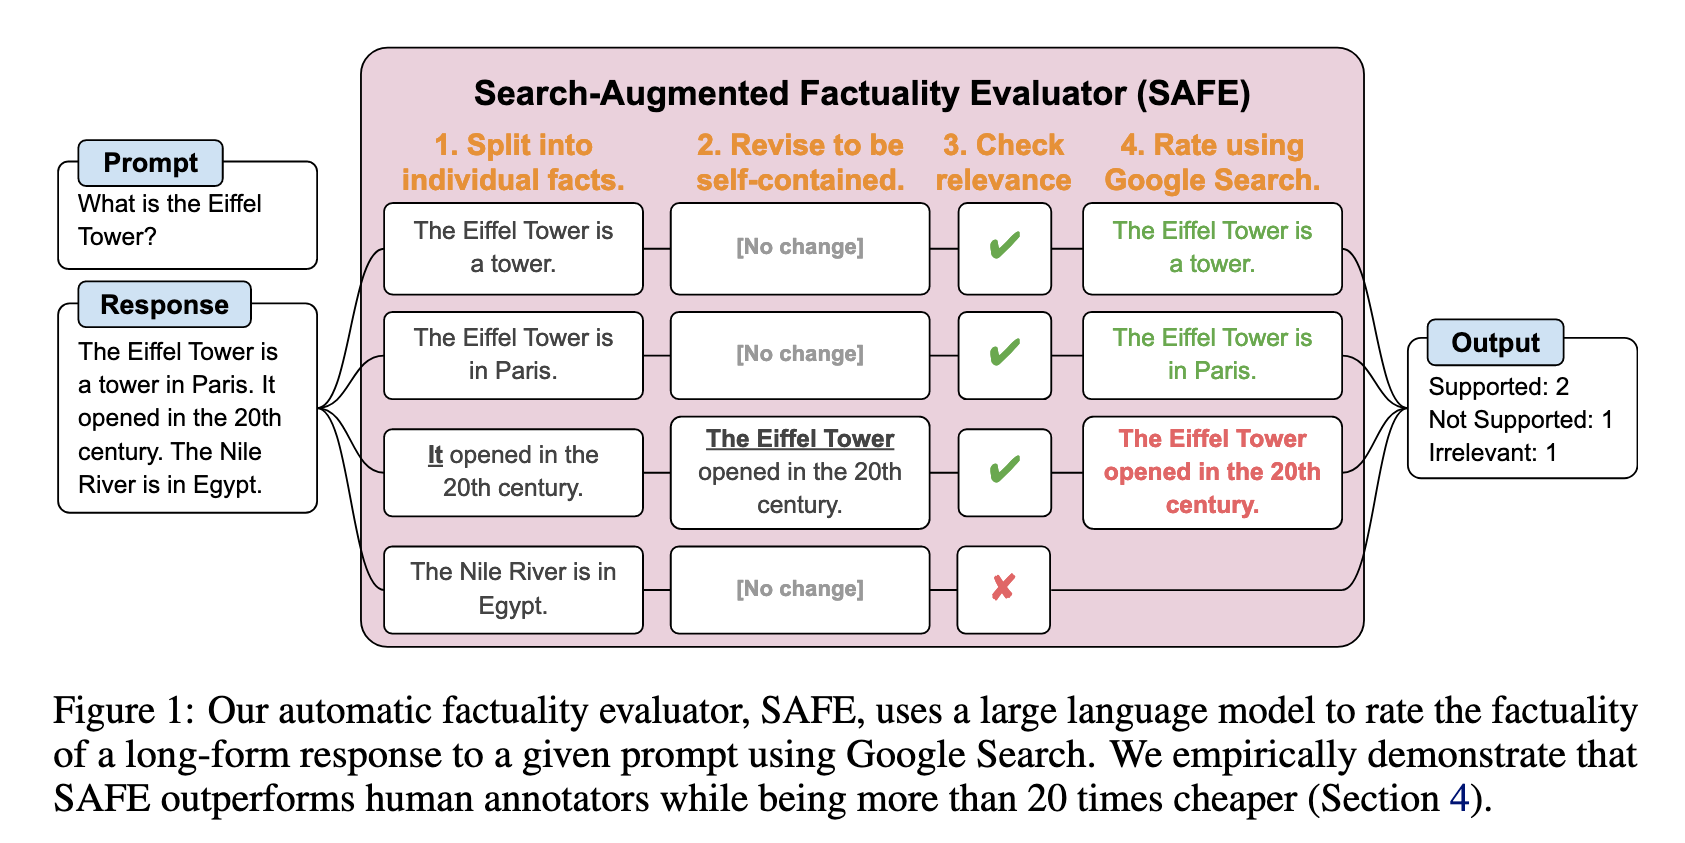 Search-Augmented Factuality Evaluator (SAFE)
Prompt
What is the Eiffel
Tower?
Response
The Eiffel Tower is
a tower in Paris. It
opened in the 20th
century. The Nile
River is in Egypt.
1. Split into
individual facts.
2. Revise to be
self-contained.
3. Check
relevance
4. Rate using
Google Search.
The Eiffel Tower is
a tower.
[No change]
✔
The Eiffel Tower is
a tower.
The Eiffel Tower is
in Paris.
[No change]
✔
The Eiffel Tower is
in Paris.
It opened in the
20th century.
The Eiffel Tower
opened in the 20th
century.
✔
The Eiffel Tower
opened in the 20th
century.
The Nile River is in
Egypt.
[No change]
✘
Output
Supported: 2
Not Supported: 1
Irrelevant: 1
Figure 1: Our automatic factuality evaluator, SAFE, uses a large language model to rate the factuality
of a long-form response to a given prompt using Google Search. We empirically demonstrate that
SAFE outperforms human annotators while being more than 20 times cheaper (Section 4).